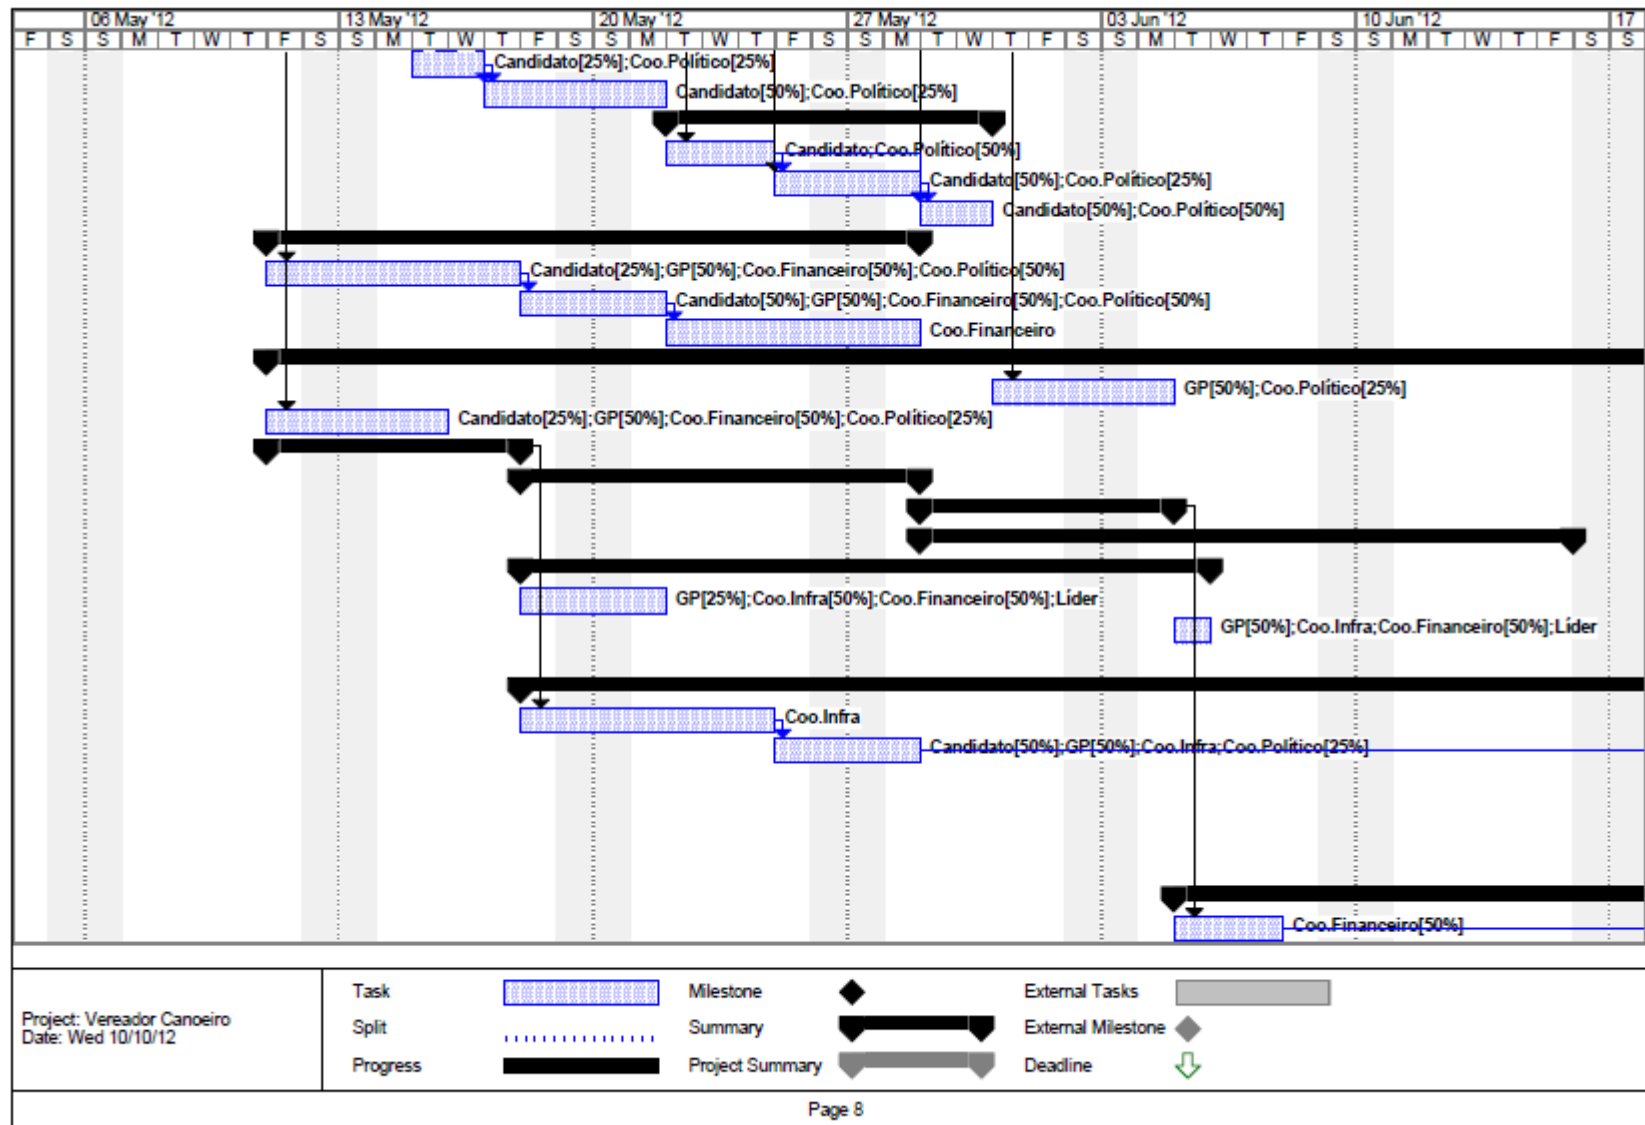 06 May '12 13 May '12 20 May '12 27 May '12 03 Jun '12 10 Jun '12 17
F S S M T W T F S S M T W T F S S M T W T F S S M T W T F S S M T W T F S S M T W T F S S
Candidato[25%];Coo.Político[25%]
Candidato[50%];Coo.Político[25%]
Candidato;Coo.Político[50%]
Candidato[50%];Coo.Político[25%]
Candidato[50%];Coo.Político[50%]
Candidato[25%];GP[50%];Coo.Financeiro[50%];Coo.Político[50%]
Candidato[50%];GP[50%];Coo.Financeiro[50%];Coo.Político[50%]
Coo.Financeiro
GP[50%];Coo.Político[25%]
Candidato[25%];GP[50%];Coo.Financeiro[50%];Coo.Político[25%]
GP[25%];Coo.Infra[50%];Coo.Financeiro[50%];Líder
GP[50%];Coo.Infra;Coo.Financeiro[50%];Líder
Coo.Infra
Candidato[50%];GP[50%];Coo.Infra;Coo.Político[25%]
Coo.Financeiro[50%]
Project: Vereador Canoeiro
Date: Wed 10/10/12
Task
Split
Progress
Milestone
Summary
Project Summary
External Tasks
External Milestone
Deadline
Page 8